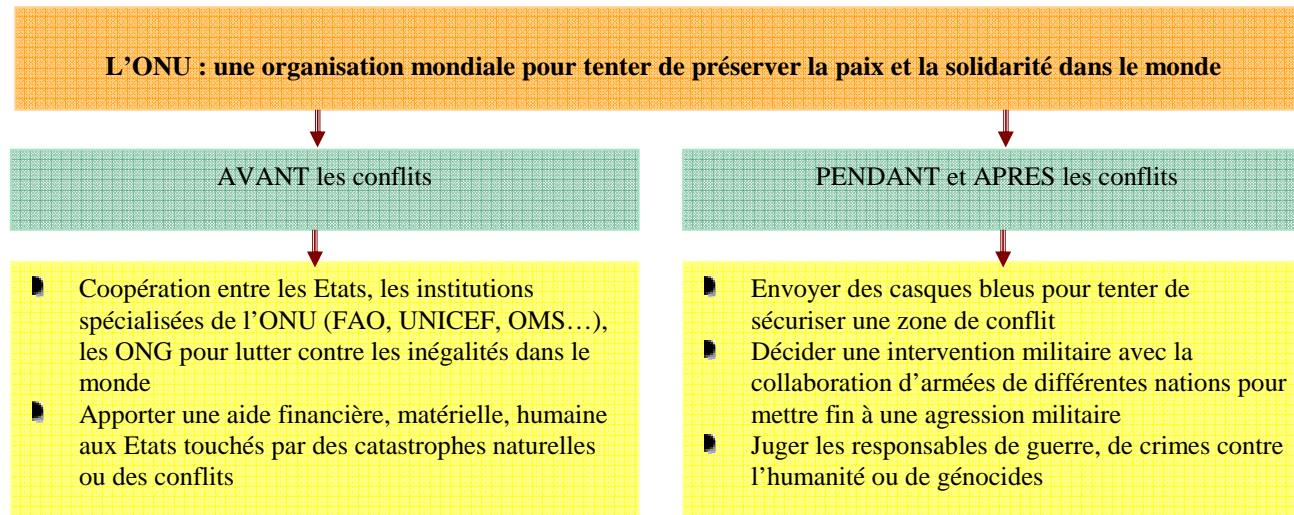 L’ONU : une organisation mondiale pour tenter de préserver la paix et la solidarité dans le monde
AVANT les conflits
Coopération entre les Etats, les institutions
spécialisées de l’ONU (FAO, UNICEF, OMS…),
les ONG pour lutter contre les inégalités dans le
monde
Apporter une aide financière, matérielle, humaine
aux Etats touchés par des catastrophes naturelles
ou des conflits
PENDANT et APRES les conflits
Envoyer des casques bleus pour tenter de
sécuriser une zone de conflit
Décider une intervention militaire avec la
collaboration d’armées de différentes nations pour
mettre fin à une agression militaire
Juger les responsables de guerre, de crimes contre
l’humanité ou de génocides